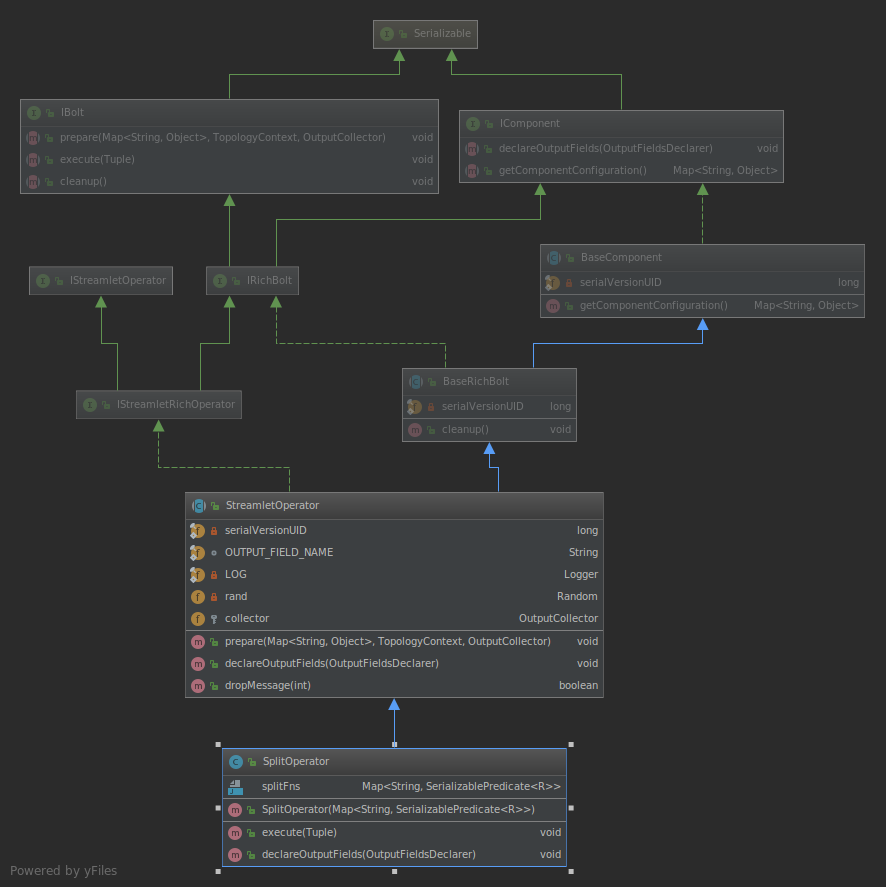 Serializable
IBolt
prepare(Map<String, Object>, TopologyContext, OutputCollector) void
execute(Tuple) void
cleanup() void
IComponent
declareOutputFields(OutputFieldsDeclarer) void
getComponentConfiguration() Map<String, Object>
IStreamletOperator
IRichBolt
BaseComponent
serialVersionUID long
getComponentConfiguration() Map<String, Object>
IStreamletRichOperator
BaseRichBolt
serialVersionUID long
cleanup() void
StreamletOperator
serialVersionUID long
OUTPUT_FIELD_NAME String
LOG Logger
rand Random
collector OutputCollector
prepare(Map<String, Object>, TopologyContext, OutputCollector) void
declareOutputFields(OutputFieldsDeclarer) void
dropMessage(int) boolean
SplitOperator
splitFns Map<String, SerializablePredicate<R>>
SplitOperator(Map<String, SerializablePredicate<R>>)
execute(Tuple) void
declareOutputFields(OutputFieldsDeclarer) void
Powered by yFiles